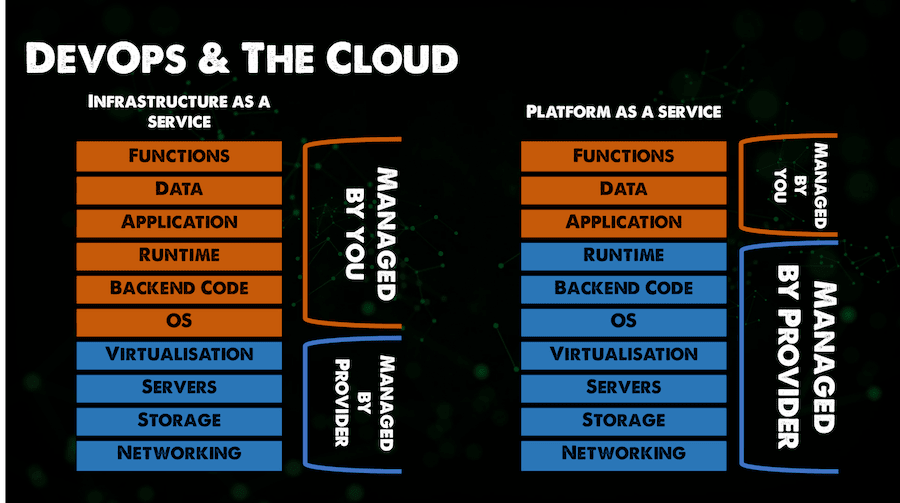 DevOps & The Cloud
Infrastructure as a
service
Functions
Data
Application
Runtime
Backend Code
OS
Virtualisation
Servers
Storage
Networking
Managed
by you
Managed
by
Provider
Platform as a service
Functions
Data
Application
Runtime
Backend Code
OS
Virtualisation
Servers
Storage
Networking
Managed
by
you
Managed
by Provider